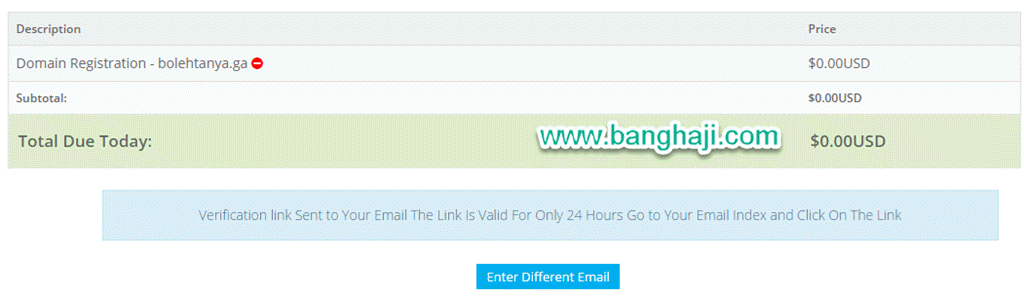 Description Price
Domain Registration - bolehtanya.ga $0.00USD
Subtotal: $0.00USD
Total Due Today: www.banghaji.com $0.00USD
Verification link Sent to Your Email The Link Is Valid For Only 24 Hours Go to Your Email Index and Click On The Link
Enter Different Email